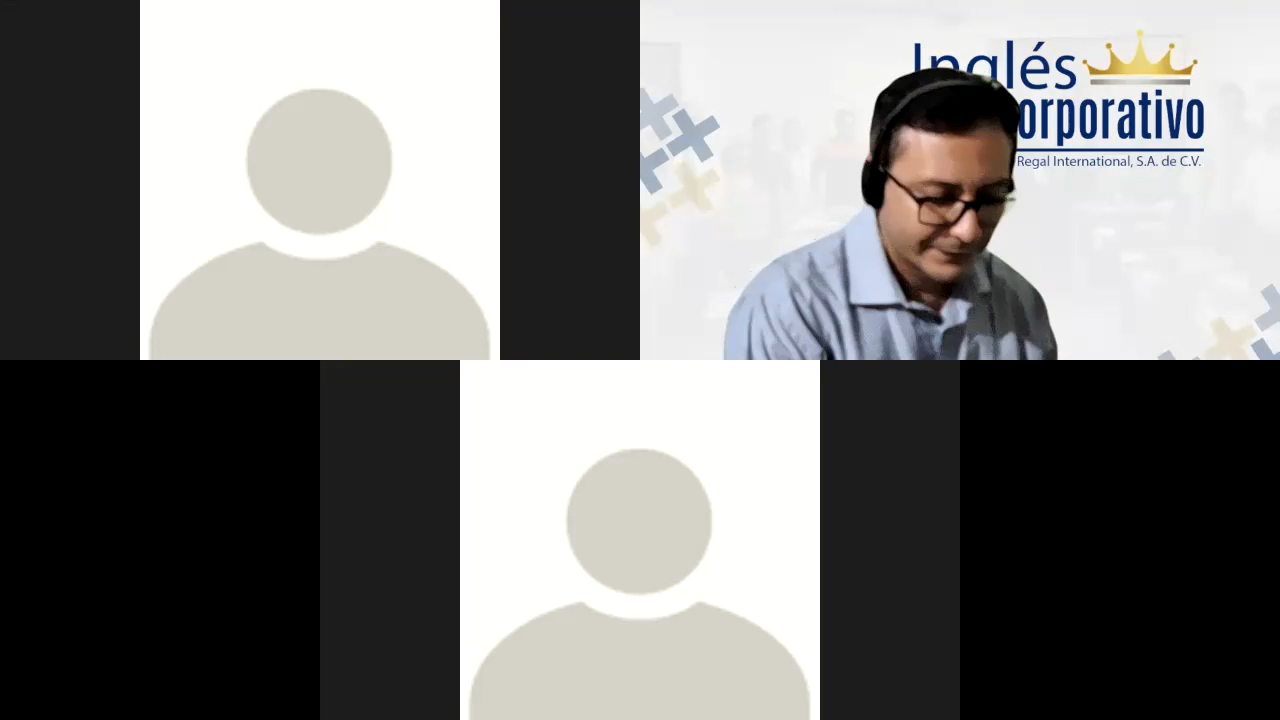 Inglés
orporativo
Regal International, S.A. de C.V.